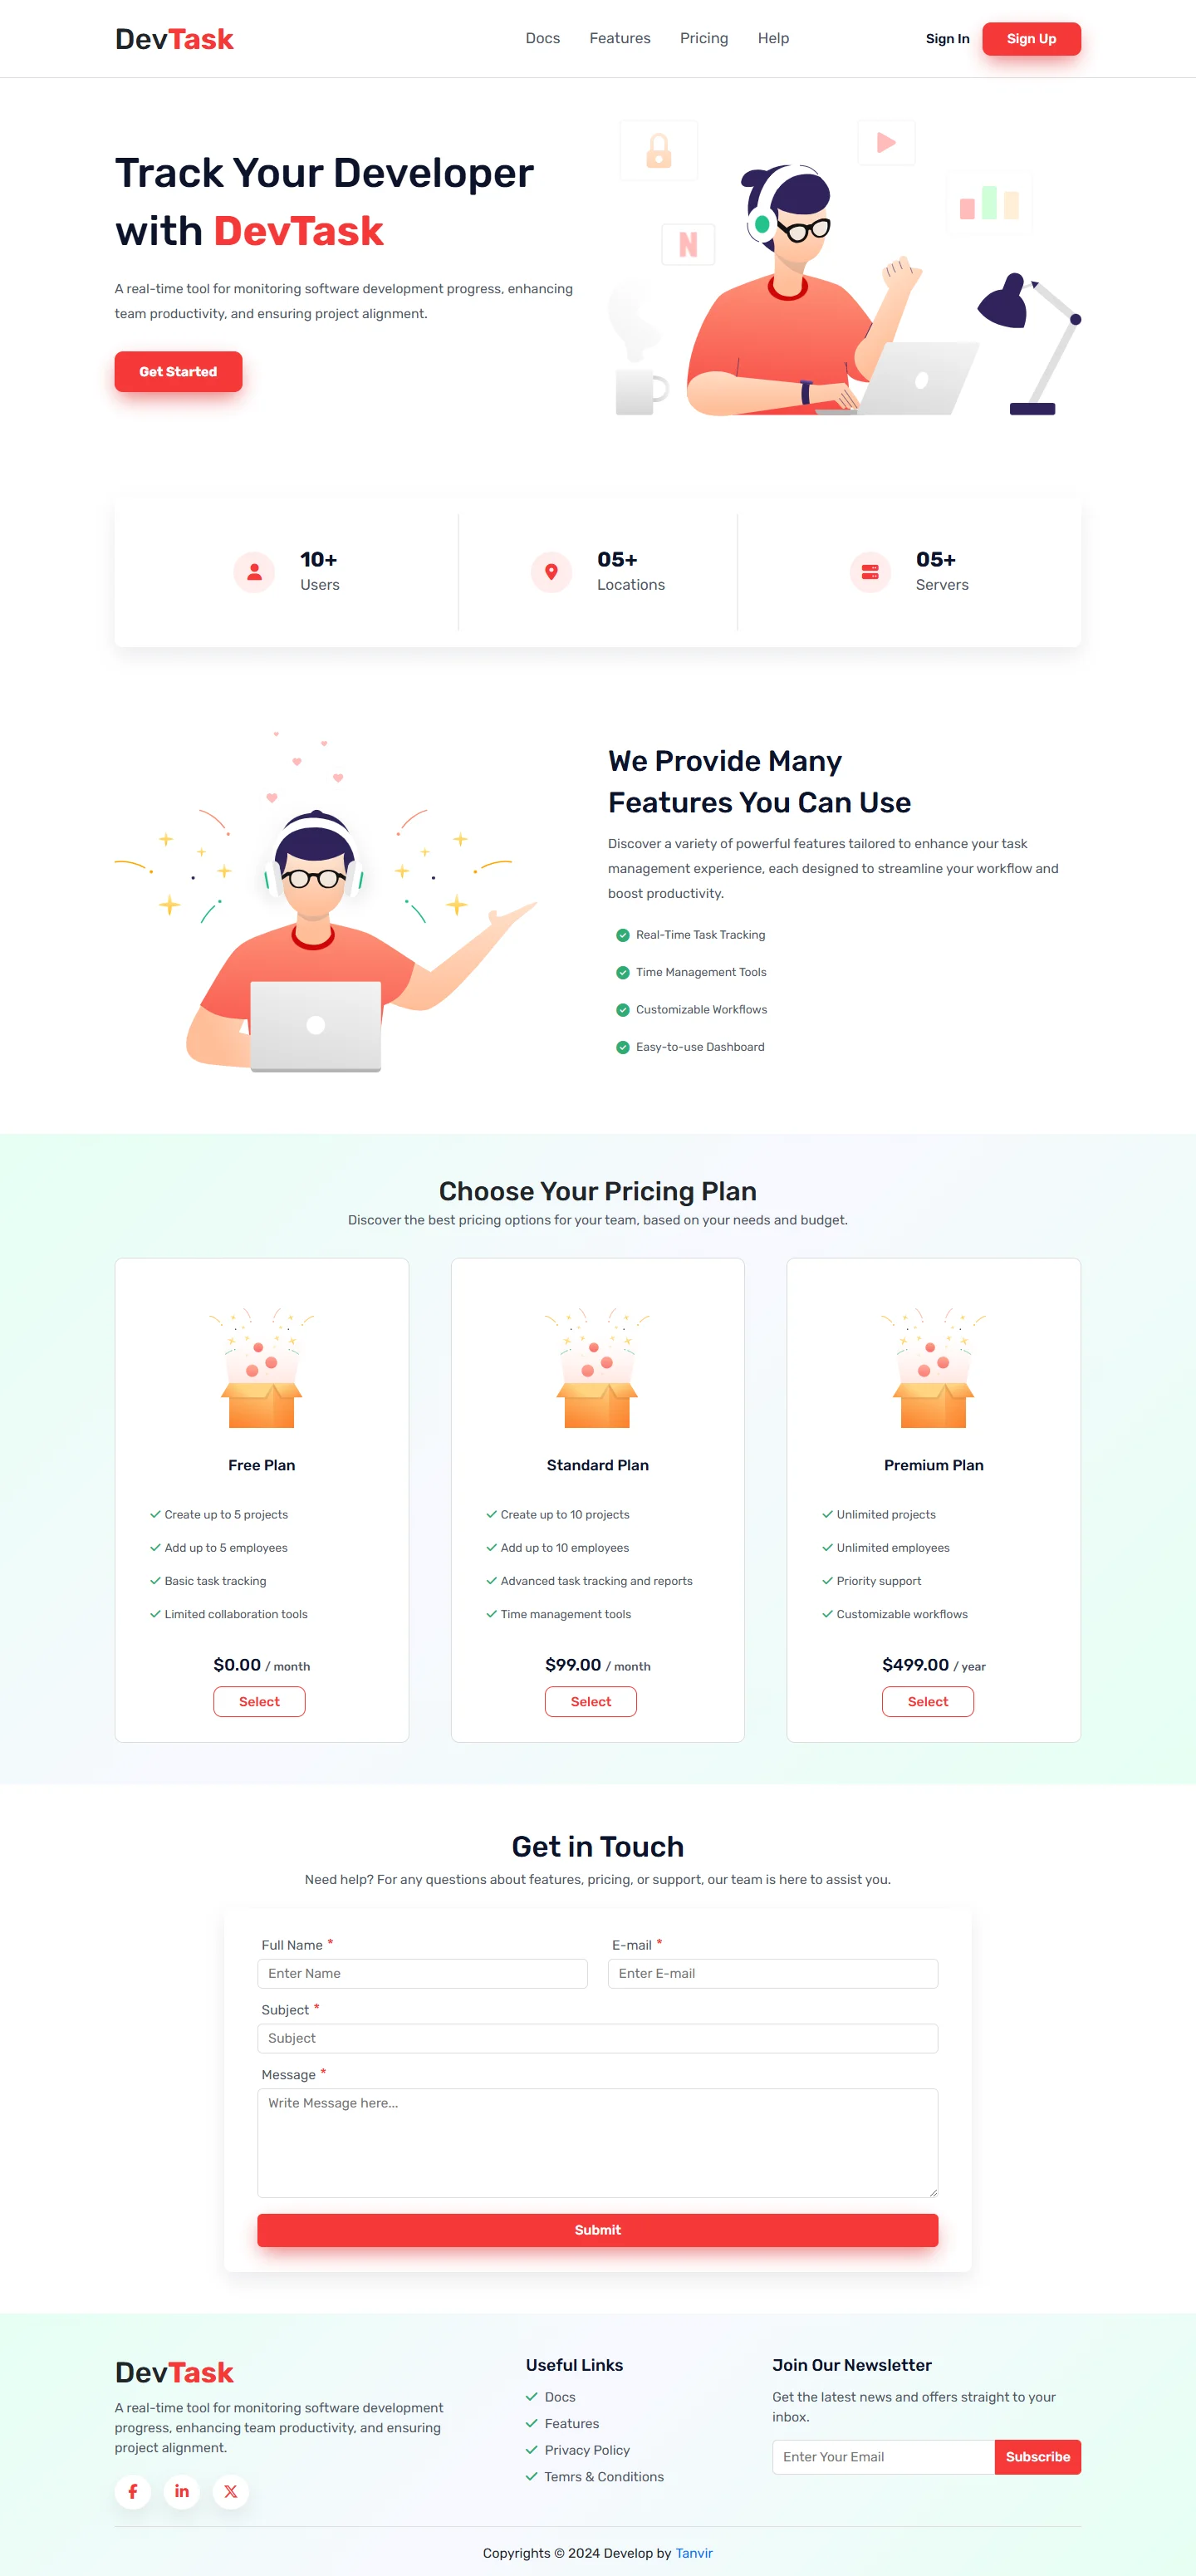 DevTask
Docs Features Pricing Help
Sign In Sign Up
Track Your Developer
with DevTask
A real-time tool for monitoring software development progress, enhancing
team productivity, and ensuring project alignment.
Get Started
N
10+
Users
05+
Locations
05+
Servers
We Provide Many
Features You Can Use
Discover a variety of powerful features tailored to enhance your task
management experience, each designed to streamline your workflow and
boost productivity.
Real-Time Task Tracking
Time Management Tools
Customizable Workflows
Easy-to-use Dashboard
Choose Your Pricing Plan
Discover the best pricing options for your team, based on your needs and budget.
Free Plan
Create up to 5 projects
Add up to 5 employees
Basic task tracking
Limited collaboration tools
$0.00 / month
Select
Standard Plan
Create up to 10 projects
Add up to 10 employees
Advanced task tracking and reports
Time management tools
$99.00 / month
Select
Premium Plan
Unlimited projects
Unlimited employees
Priority support
Customizable workflows
$499.00 / year
Select
Get in Touch
Need help? For any questions about features, pricing, or support, our team is here to assist you.
Full Name *
Enter Name
E-mail *
Enter E-mail
Subject *
Subject
Message *
Write Message here...
Submit
DevTask
A real-time tool for monitoring software development
progress, enhancing team productivity, and ensuring
project alignment.
Useful Links
Docs
Features
Privacy Policy
Temrs & Conditions
Join Our Newsletter
Get the latest news and offers straight to your
inbox.
Enter Your Email
Subscribe
Copyrights © 2024 Develop by Tanvir